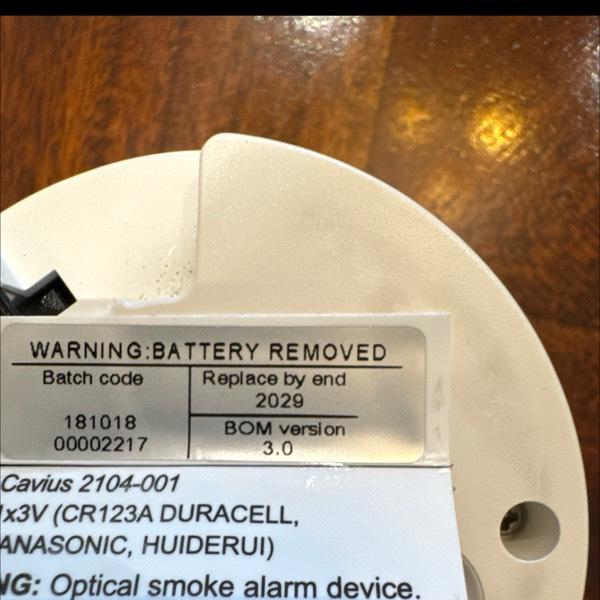 WARNING:BATTERY REMOVED
Batch code
Replace by end
2029
181018
00002217
BOM version
3.0
Cavius 2104-001
1x3V (CR123A DURACELL,
ANASONIC, HUIDERUI)
NG: Optical smoke alarm device.